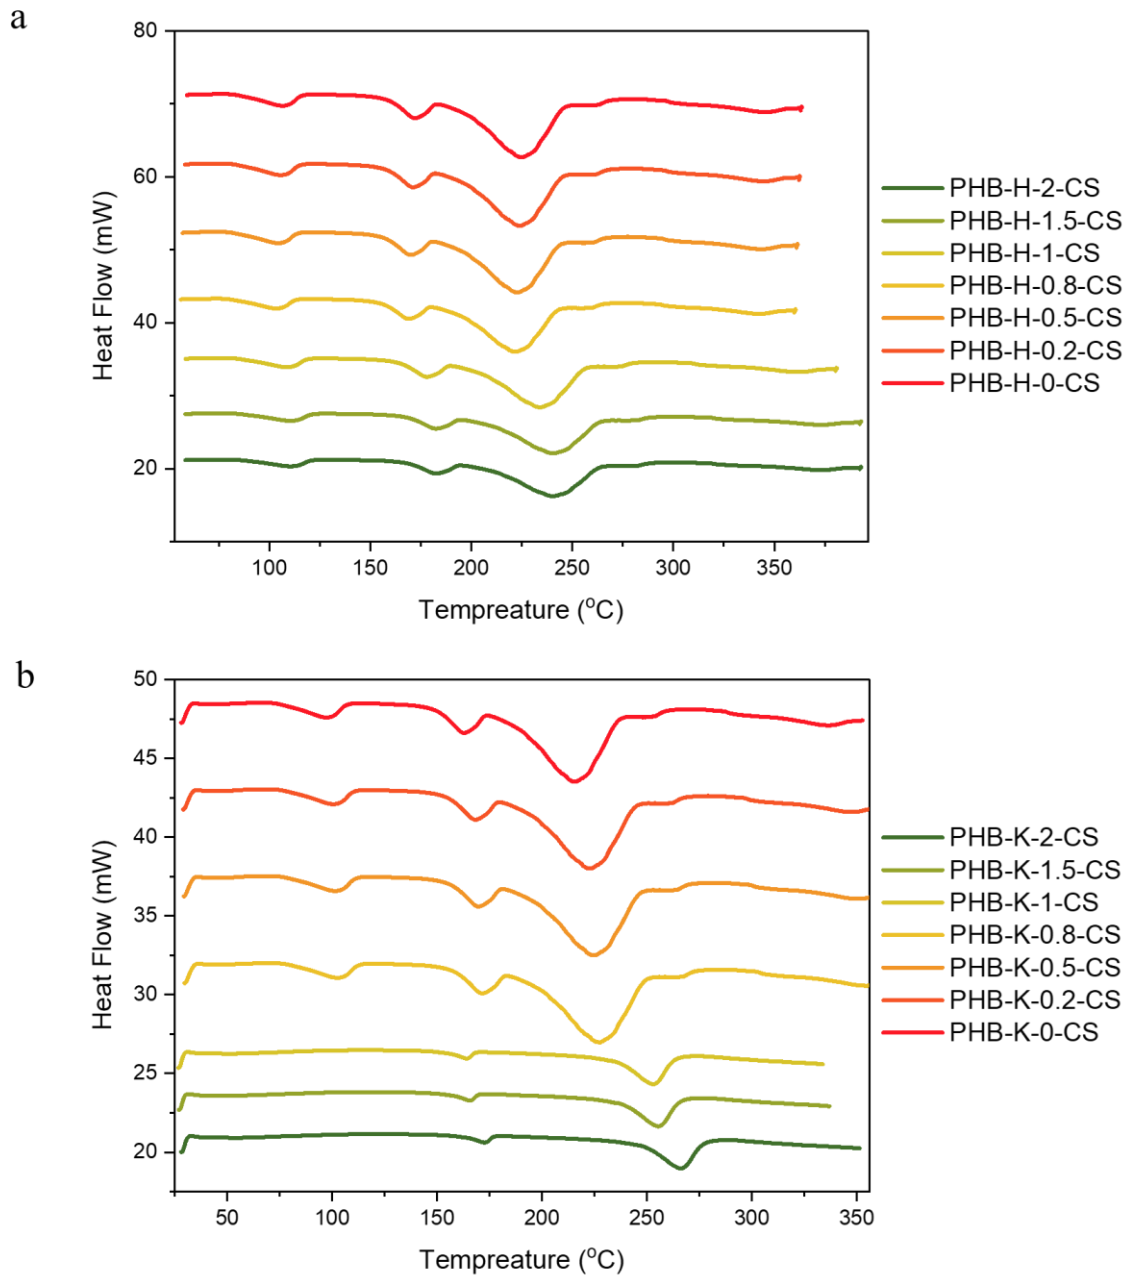 a
80
60
40
20
Heat Flow (mW)
100 150 200 250 300 350
Tempreature (°C)
PHB-H-2-CS
PHB-H-1.5-CS
PHB-H-1-CS
PHB-H-0.8-CS
PHB-H-0.5-CS
PHB-H-0.2-CS
PHB-H-0-CS
b
50
45
40
35
30
25
20
Heat Flow (mW)
50 100 150 200 250 300 350
Tempreature (°C)
PHB-K-2-CS
PHB-K-1.5-CS
PHB-K-1-CS
PHB-K-0.8-CS
PHB-K-0.5-CS
PHB-K-0.2-CS
PHB-K-0-CS